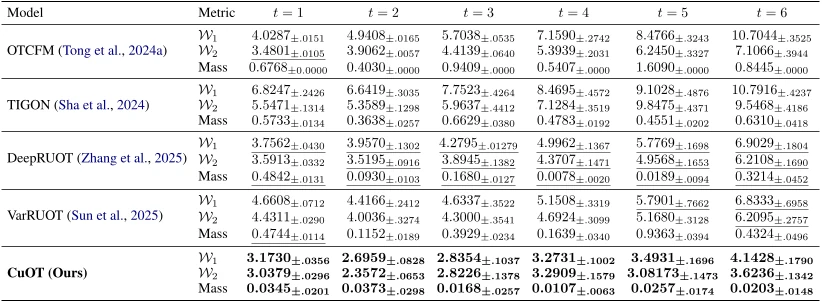 Model Metric t = 1 t = 2 t = 3 t = 4 t = 5 t = 6
W₁ 4.0287±.0151 4.9408±.0165 5.7038±.0535 7.1590±.2742 8.4766±.3243 10.7044±.3525
OTCFM (Tong et al., 2024a) W₂ 3.4801±.0105 3.9062±.0057 4.4139±.0640 5.3939±.2031 6.2450±.3327 7.1066±.3944
Mass 0.6768±0.0000 0.4030±.0000 0.9409±.0000 0.5407±.0000 1.6090±.0000 0.8445±.0000
W₁ 6.8247±.2426 6.6419±.3035 7.7523±.4264 8.4695±.4572 9.1028±.4876 10.7916±.4237
TIGON (Sha et al., 2024) W₂ 5.5471±.1314 5.3589±.1298 5.9637±.4412 7.1284±.3519 9.8475±.4371 9.5468±.4186
Mass 0.5733±.0134 0.3638±.0257 0.6629±.0380 0.4783±.0192 0.4551±.0202 0.6310±.0418
W₁ 3.7562±.0430 3.9570±.1302 4.2795±.01279 4.9962±.1367 5.7769±.1698 6.9029±.1804
DeepRUOT (Zhang et al., 2025) W₂ 3.5913±.0332 3.5195±.0916 3.8945±.1382 4.3707±.1471 4.9568±.1653 6.2108±.1690
Mass 0.4842±.0131 0.0930±.0103 0.1680±.0127 0.0078±.0020 0.0189±.0094 0.3214±.0452
W₁ 4.6608±.0712 4.4166±.2412 4.6337±.3522 5.1508±.3319 5.7901±.7662 6.8333±.6958
VarRUOT (Sun et al., 2025) W₂ 4.4311±.0290 4.0036±.3274 4.3000±.3541 4.6924±.3099 5.1680±.3128 6.2095±.2757
Mass 0.4744±.0114 0.1152±.0189 0.3929±.0234 0.1639±.0340 0.9363±.0394 0.4324±.0496
W₁ 3.1730±.0356 2.6959±.0828 2.8354±.1037 3.2731±.1002 3.4931±.1696 4.1428±.1790
CuOT (Ours) W₂ 3.0379±.0296 2.3572±.0653 2.8226±.1378 3.2909±.1579 3.08173±.1473 3.6236±.1342
Mass 0.0345±.0201 0.0373±.0298 0.0168±.0257 0.0107±.0063 0.0257±.0174 0.0203±.0148